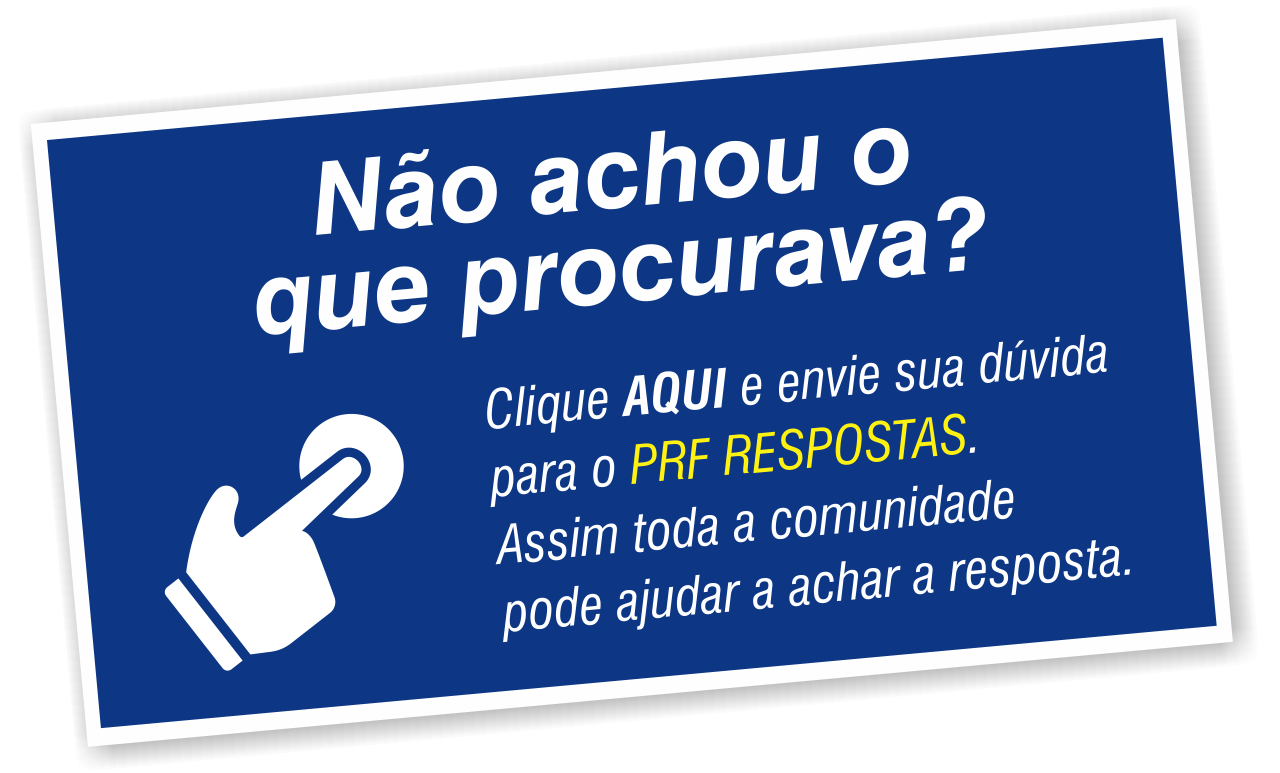 Não achou o
que procurava?
Clique AQUI e envie sua dúvida
para o PRF RESPOSTAS.
Assim toda a comunidade
pode ajudar a achar a resposta.